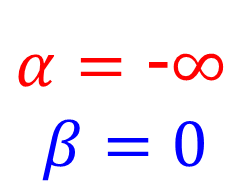 α = -∞
β = 0